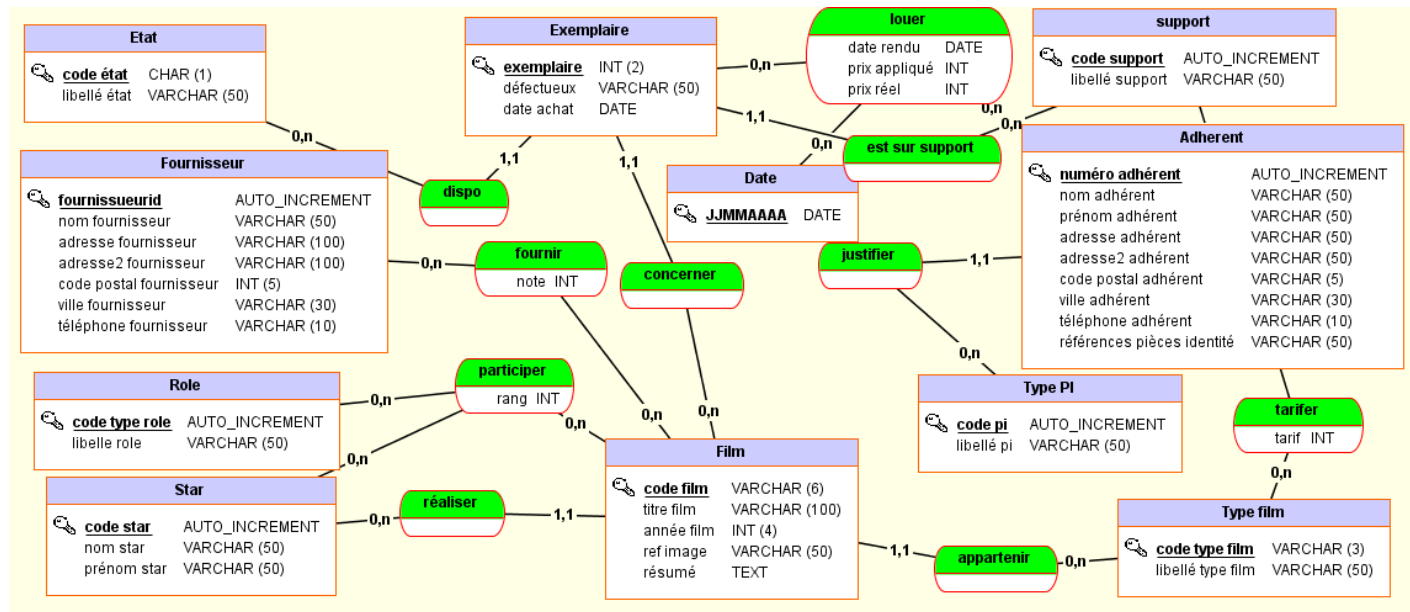 Etat
code état CHAR (1)
libellé état VARCHAR (50)
Exemplaire
exemplaire INT (2)
défectueux VARCHAR (50)
date achat DATE
louer
date rendu DATE
prix appliqué INT
prix réel INT
support
code support AUTO_INCREMENT
libellé support VARCHAR (50)
0,n
0,n
1,1
0,n
0,n
0,n
1,1
1,1
0,n
est sur support
Fournisseur
fournissueurid AUTO_INCREMENT
nom fournisseur VARCHAR (50)
adresse fournisseur VARCHAR (100)
adresse2 fournisseur VARCHAR (100)
code postal fournisseur INT (5)
ville fournisseur VARCHAR (30)
téléphone fournisseur VARCHAR (10)
dispo
Date
JJMMAAAA DATE
Adherent
numéro adhérent AUTO_INCREMENT
nom adhérent VARCHAR (50)
prénom adhérent VARCHAR (50)
adresse adhérent VARCHAR (50)
adresse2 adhérent VARCHAR (50)
code postal adhérent VARCHAR (5)
ville adhérent VARCHAR (30)
téléphone adhérent VARCHAR (10)
références pièces identité VARCHAR (50)
0,n
fournir
note INT
concerner
justifier
1,1
0,n
Role
code type role AUTO_INCREMENT
libelle role VARCHAR (50)
0,n
participer
rang INT
0,n
0,n
0,n
0,n
Type PI
code pi AUTO_INCREMENT
libellé pi VARCHAR (50)
tarifer
tarif INT
0,n
Star
code star AUTO_INCREMENT
nom star VARCHAR (50)
prénom star VARCHAR (50)
0,n
réaliser
1,1
Film
code film VARCHAR (6)
titre film VARCHAR (100)
année film INT (4)
ref image VARCHAR (50)
résumé TEXT
1,1
appartenir
0,n
Type film
code type film VARCHAR (3)
libellé type film VARCHAR (50)